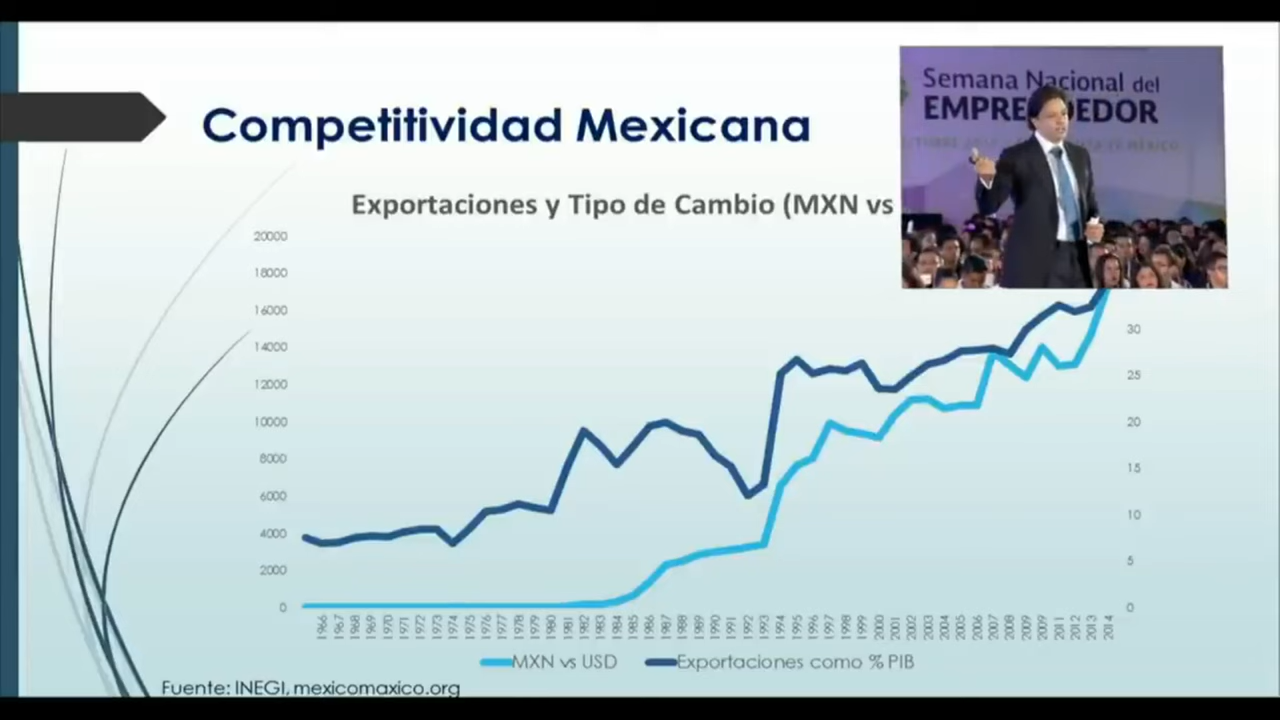 Semana Nacional del
EMPRENDEDOR
Competitividad Mexicana
Exportaciones y Tipo de Cambio (MXN vs
20000
18000
16000
14000
12000
10000
8000
6000
4000
2000
0
30
25
20
15
10
5
0
1966 1967 1968 1969 1970 1971 1972 1973 1974 1975 1976 1977 1978 1979 1980 1981 1982 1983 1984 1985 1986 1987 1988 1989 1990 1991 1992 1993 1994 1995 1996 1997 1998 1999 2000 2001 2002 2003 2004 2005 2006 2007 2008 2009 2009 2011 2012 2013 2014
MXN vs USD
Exportaciones como % PIB
Fuente: INEGI, mexicomaxico.org